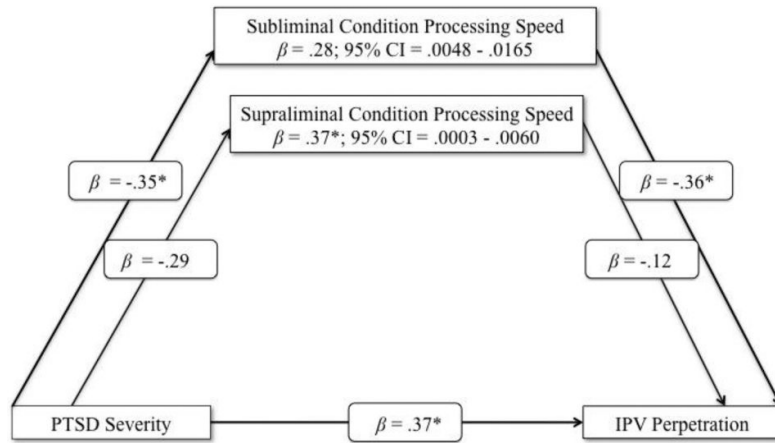 Subliminal Condition Processing Speed
β = .28; 95% CI = .0048 - .0165
Supraliminal Condition Processing Speed
β = .37*; 95% CI = .0003 - .0060
β = -.35*
β = -.36*
β = -.29
β = -.12
PTSD Severity
β = .37*
IPV Perpetration